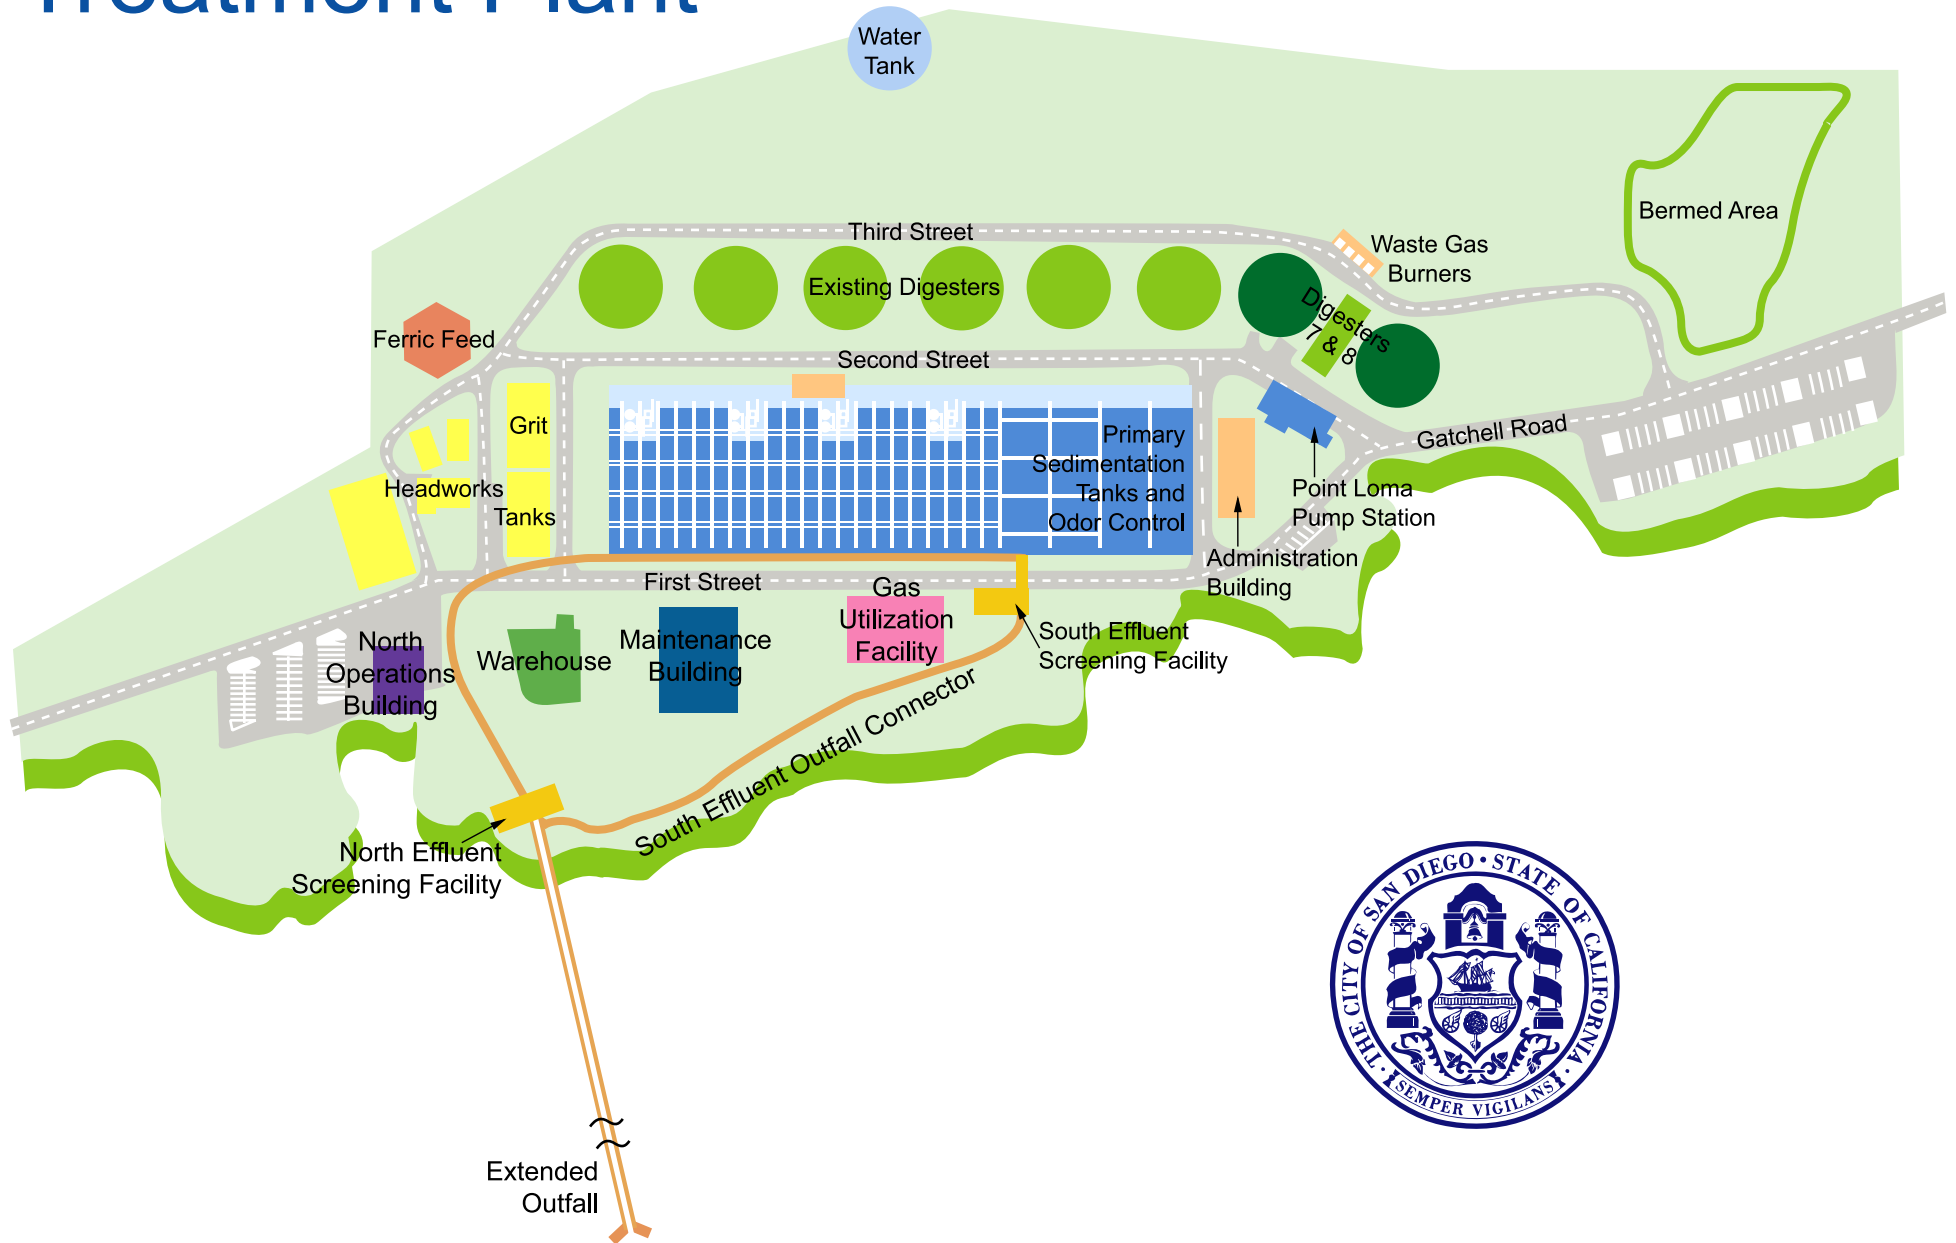 Treatment Plant
Water
Tank
Bermed Area
Third Street
Waste Gas
Burners
Existing Digesters
Digesters
7 & 8
Ferric Feed
Second Street
Grit
Tanks
Headworks
Primary
Sedimentation
Tanks and
Odor Control
Gatchell Road
Point Loma
Pump Station
Administration
Building
First Street
Gas
Utilization
Facility
North
Operations
Building
Warehouse
Maintenance
Building
South Effluent
Screening Facility
South Effluent Outfall Connector
North Effluent
Screening Facility
Extended
Outfall
THE CITY OF SAN DIEGO • STATE OF CALIFORNIA
SEMPER VIGILANS